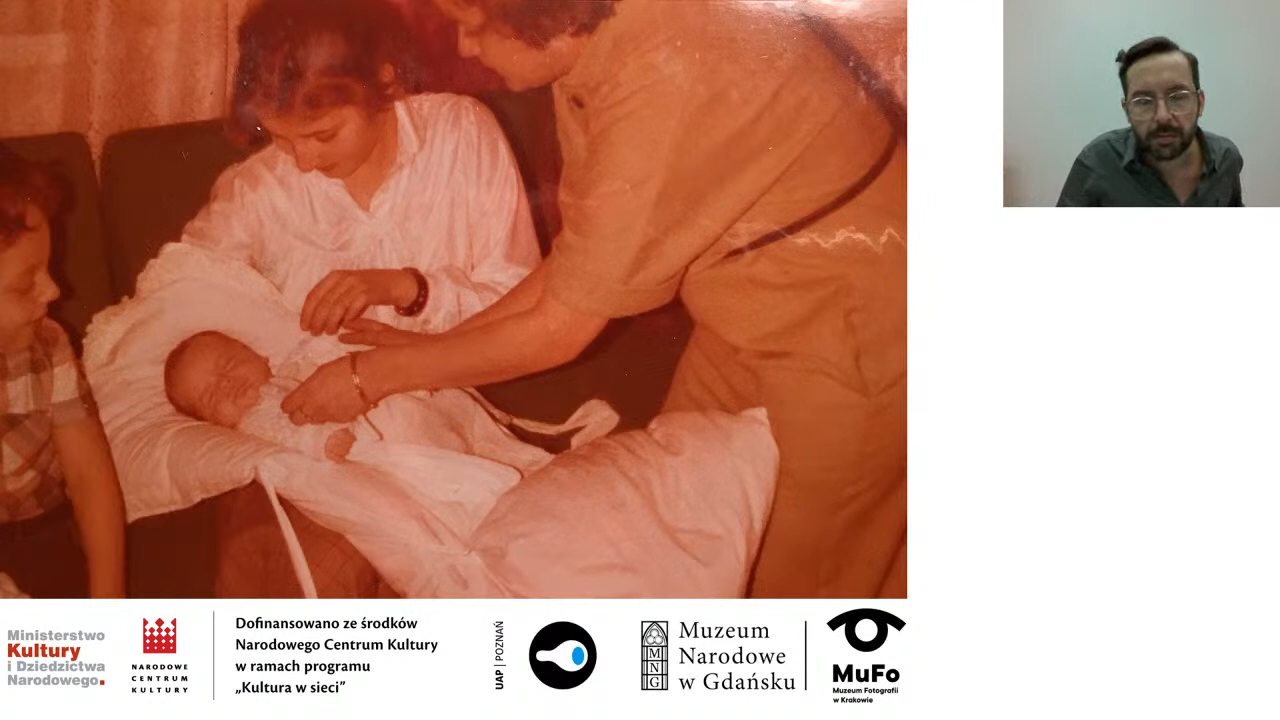 Ministerstwo
Kultury
i Dziedzictwa
Narodowego.
NARODOWE
CENTRUM
KULTURY
Dofinansowano ze środków
Narodowego Centrum Kultury
w ramach programu
„Kultura w sieci”
UAP | POZNAŃ
MNG
Muzeum
Narodowe
w Gdańsku
MuFo
Muzeum Fotografii
w Krakowie